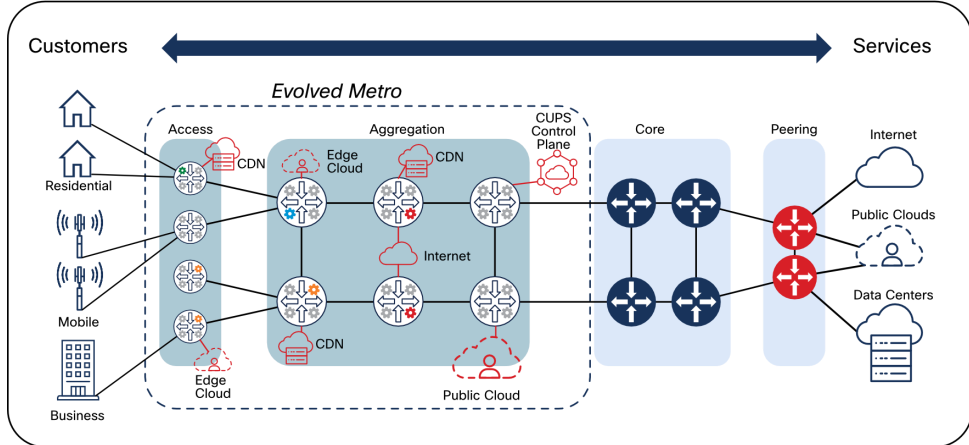 Customers
Services
Evolved Metro
Access
Aggregation
CUPS
Control
Plane
Core
Peering
Internet
CDN
Edge
Cloud
CDN
Residential
Public Clouds
Internet
Mobile
Data Centers
CDN
Edge
Cloud
Public Cloud
Business